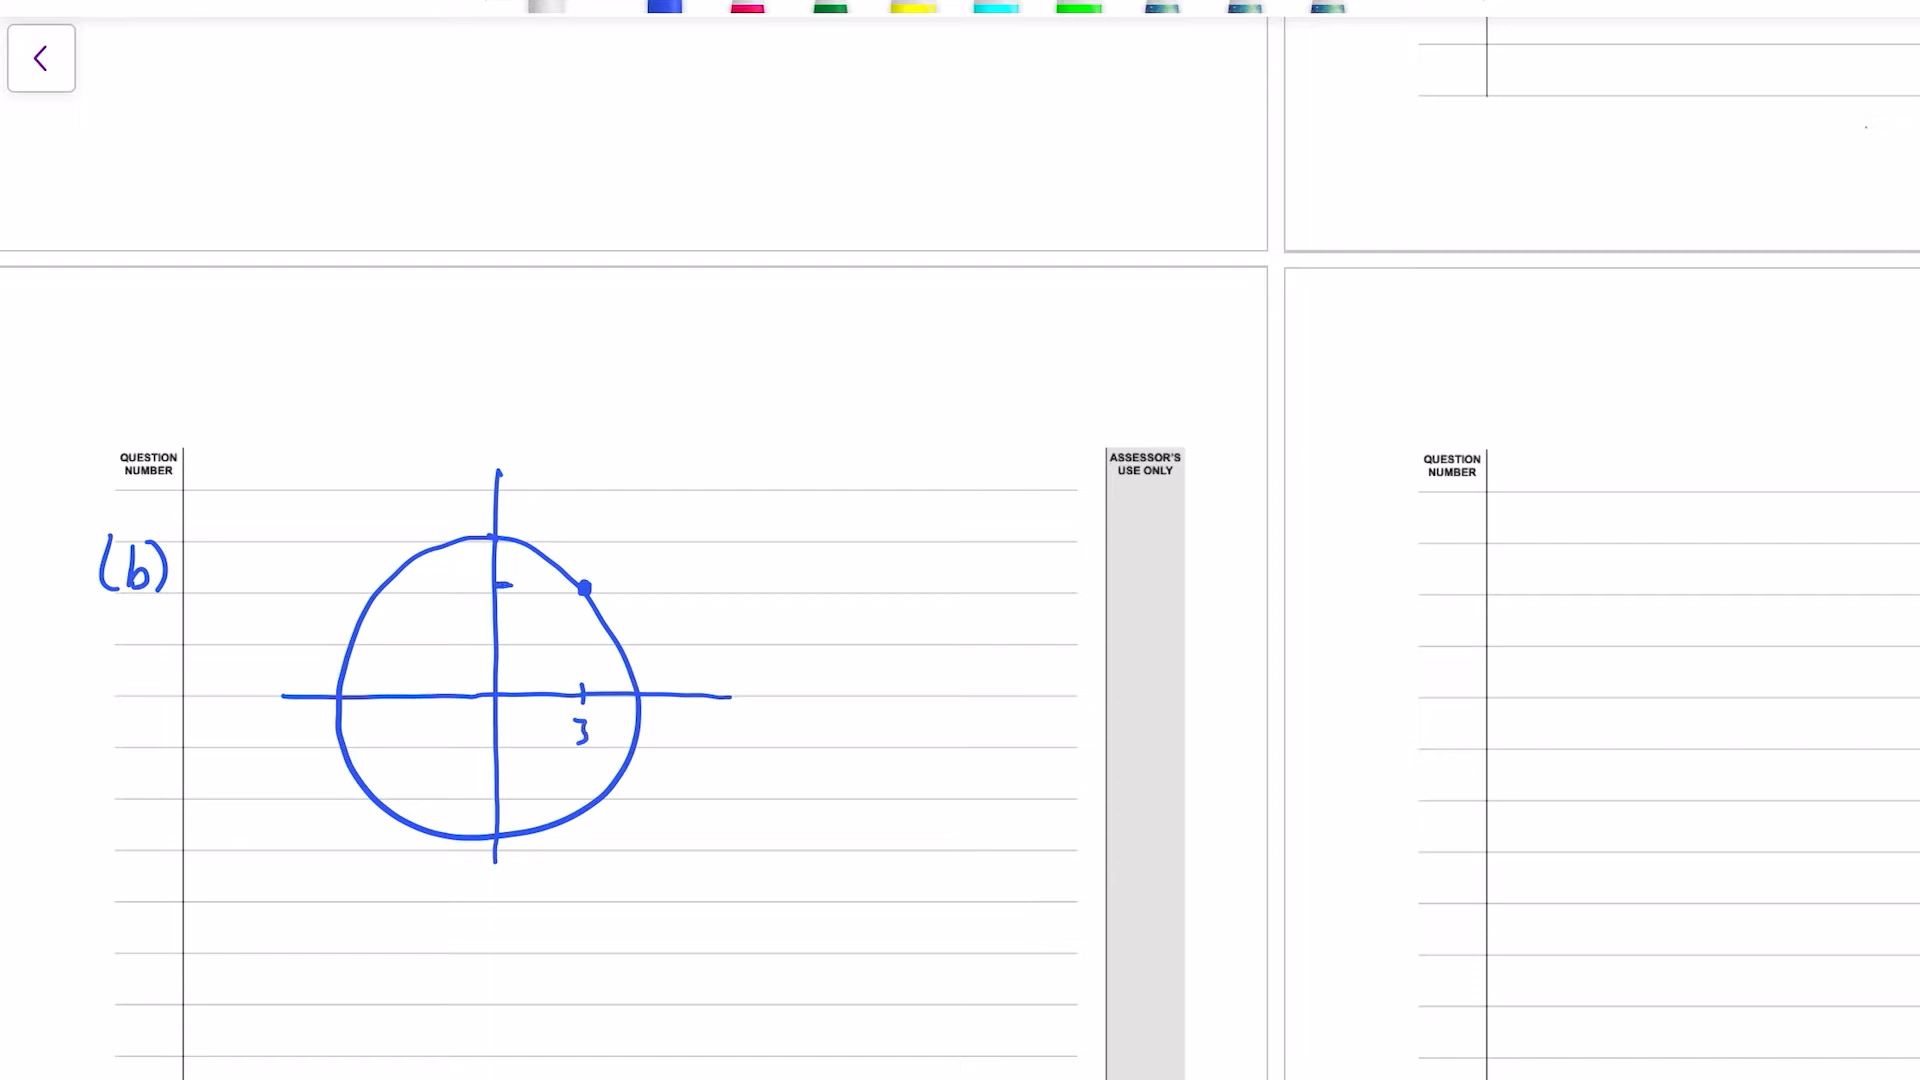 QUESTION
NUMBER
ASSESSOR'S
USE ONLY
QUESTION
NUMBER
(b)
3